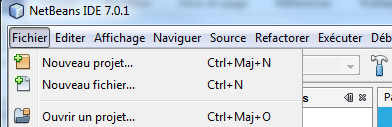 NetBeans IDE 7.0.1
Fichier Editer Affichage Naviguer Source Refactorer Exécuter Déb
Nouveau projet... Ctrl+Maj+N
Nouveau fichier... Ctrl+N
Ouvrir un projet... Ctrl+Maj+O